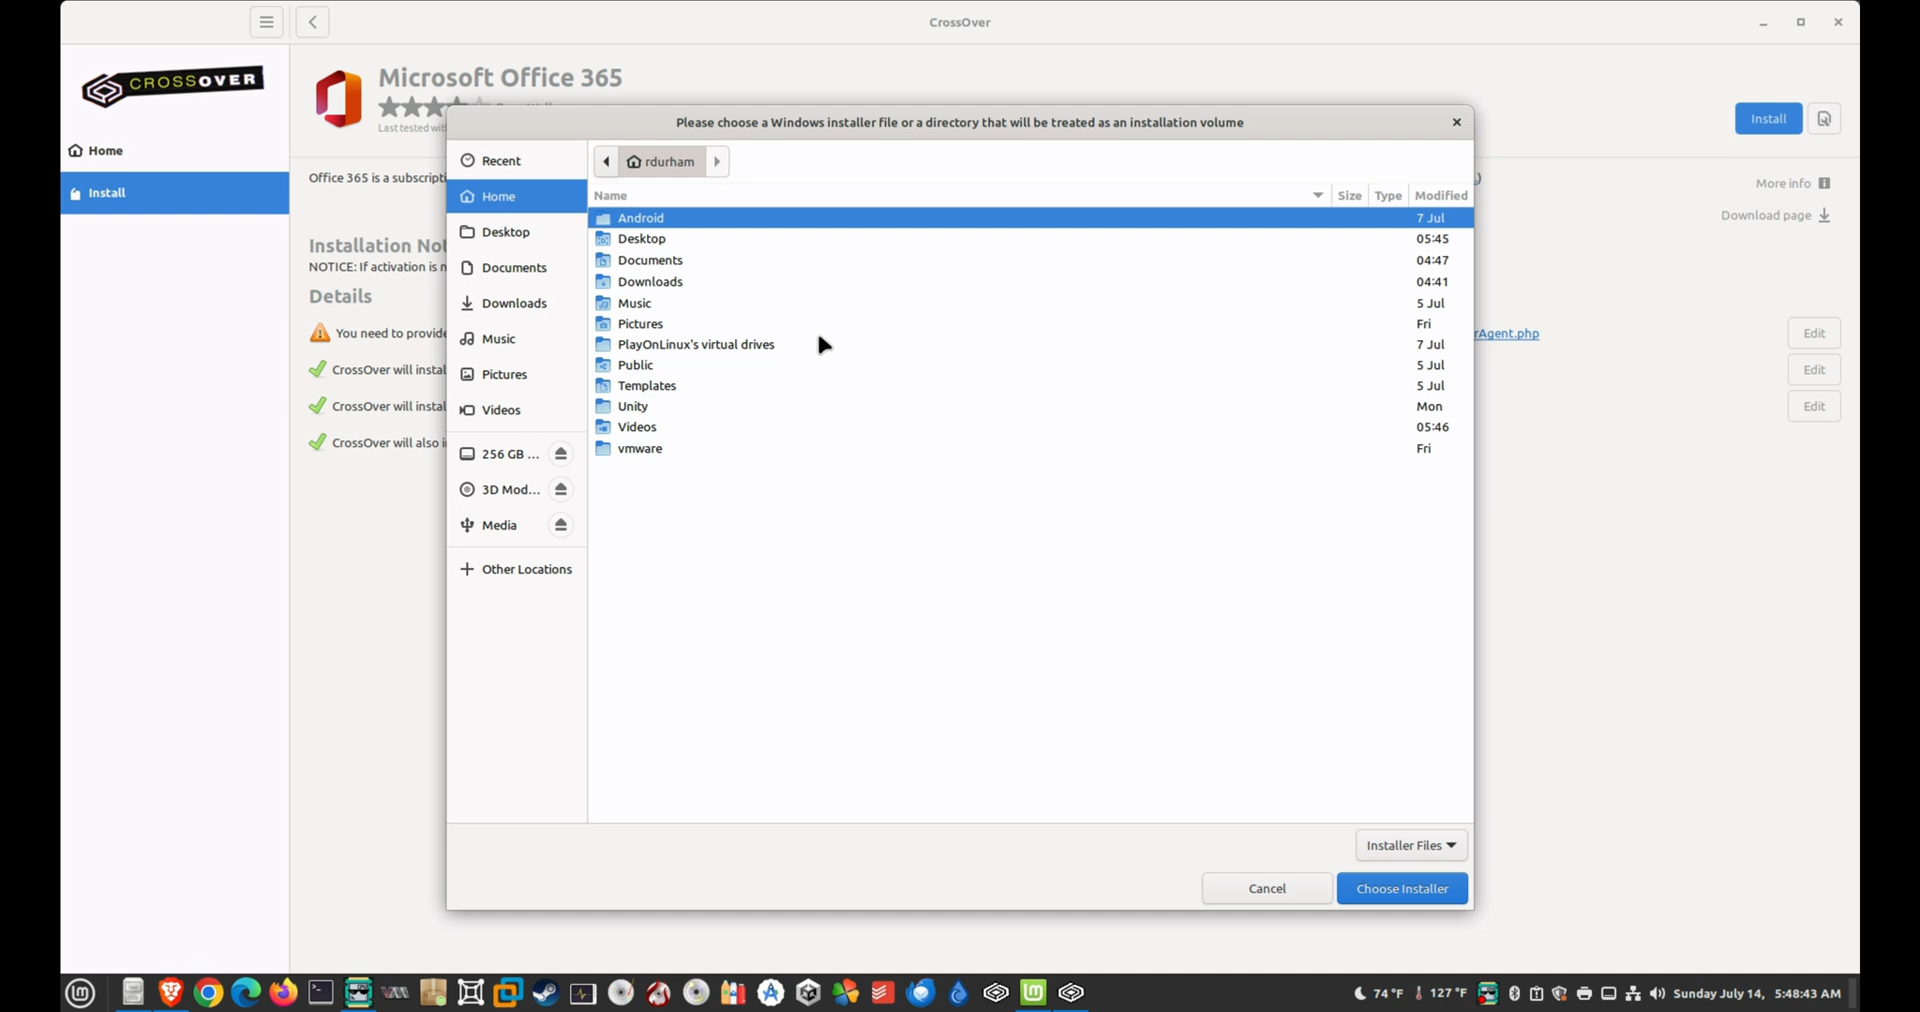 CrossOver
CROSSOVER
Home
Install
Microsoft Office 365
Last tested with
Install
Office 365 is a subscripti
More info
Download page
Installation Not
NOTICE: If activation is n
Details
You need to provide
rAgent.php
Edit
CrossOver will instal
Edit
CrossOver will instal
Edit
CrossOver will also i
Please choose a Windows installer file or a directory that will be treated as an installation volume
Recent
Home
Desktop
Documents
Downloads
Music
Pictures
Videos
256 GB ...
3D Mod...
Media
Other Locations
rdurham
Name Size Type Modified
Android 7 Jul
Desktop 05:45
Documents 04:47
Downloads 04:41
Music 5 Jul
Pictures Fri
PlayOnLinux's virtual drives 7 Jul
Public 5 Jul
Templates 5 Jul
Unity Mon
Videos 05:46
vmware Fri
Installer Files
Cancel Choose Installer
74 °F 127 °F Sunday July 14, 5:48:43 AM